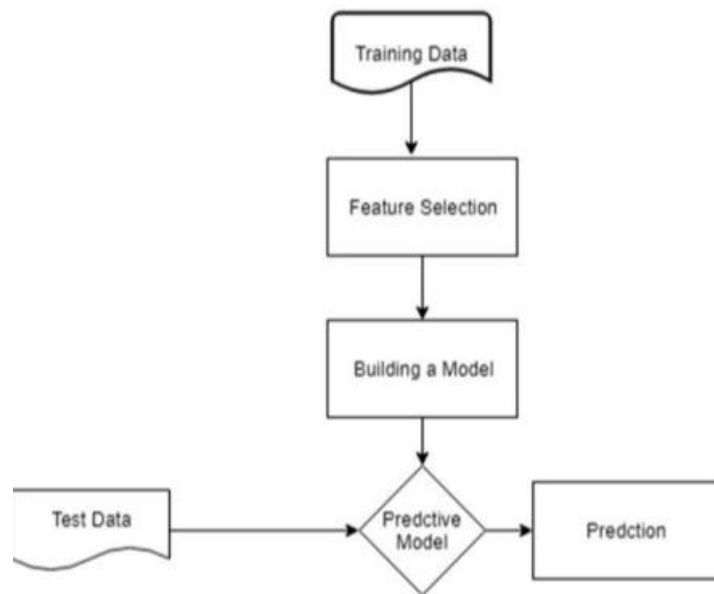 Training Data
Feature Selection
Building a Model
Test Data
Predctive
Model
Predction